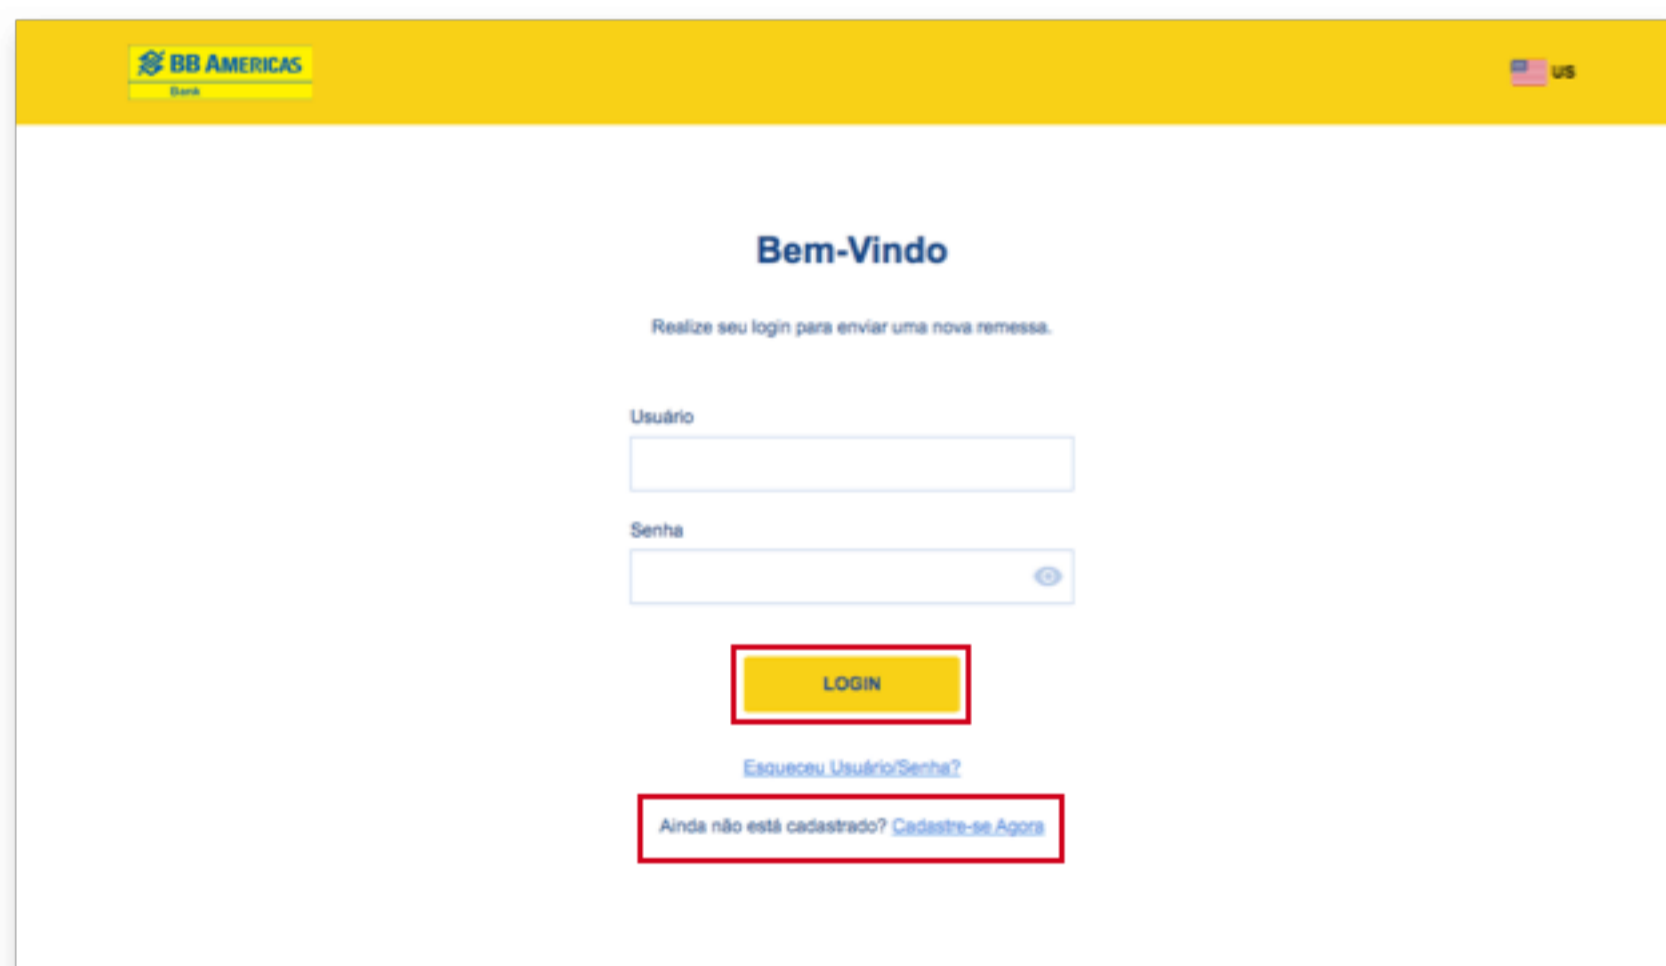 BB AMERICAS
Bank
US
Bem-Vindo
Realize seu login para enviar uma nova remessa.
Usuário
Senha
LOGIN
Esqueceu Usuário/Senha?
Ainda não está cadastrado? Cadastre-se Agora